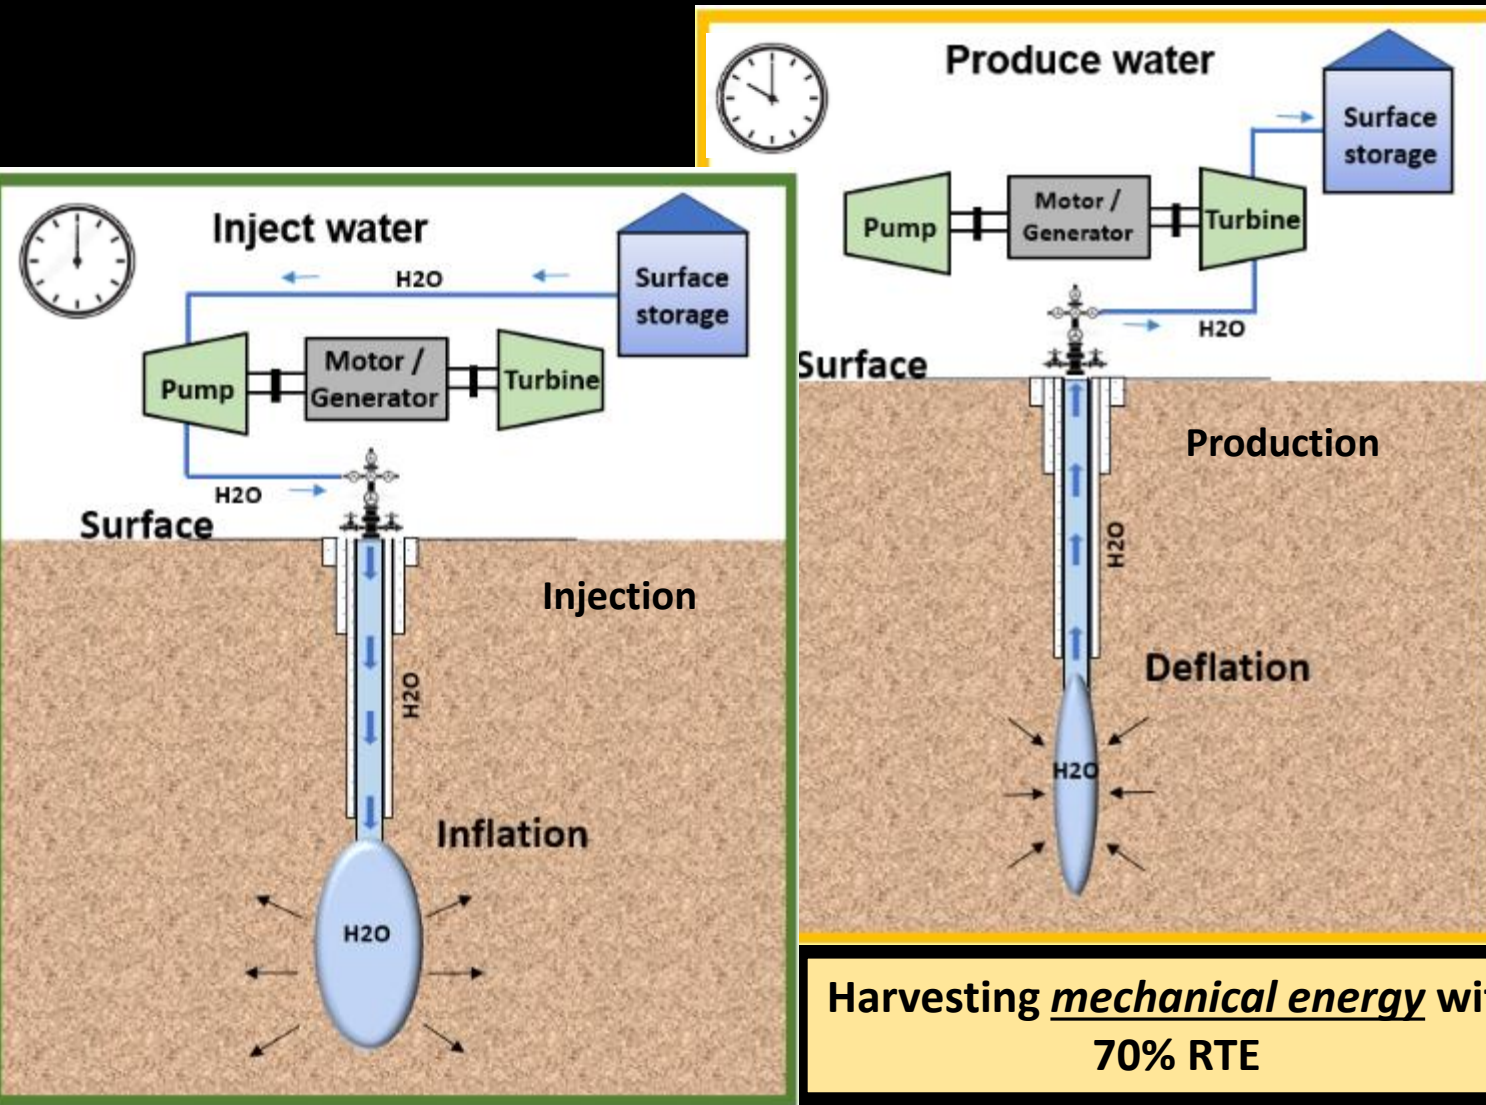 Inject water
H2O
Surface
storage
Pump
Motor /
Generator
Turbine
H2O
Surface
Injection
H2O
Inflation
H2O
Produce water
Surface
storage
Pump
Motor /
Generator
Turbine
H2O
Surface
Production
H2O
Deflation
H2O
Harvesting mechanical energy wi
70% RTE